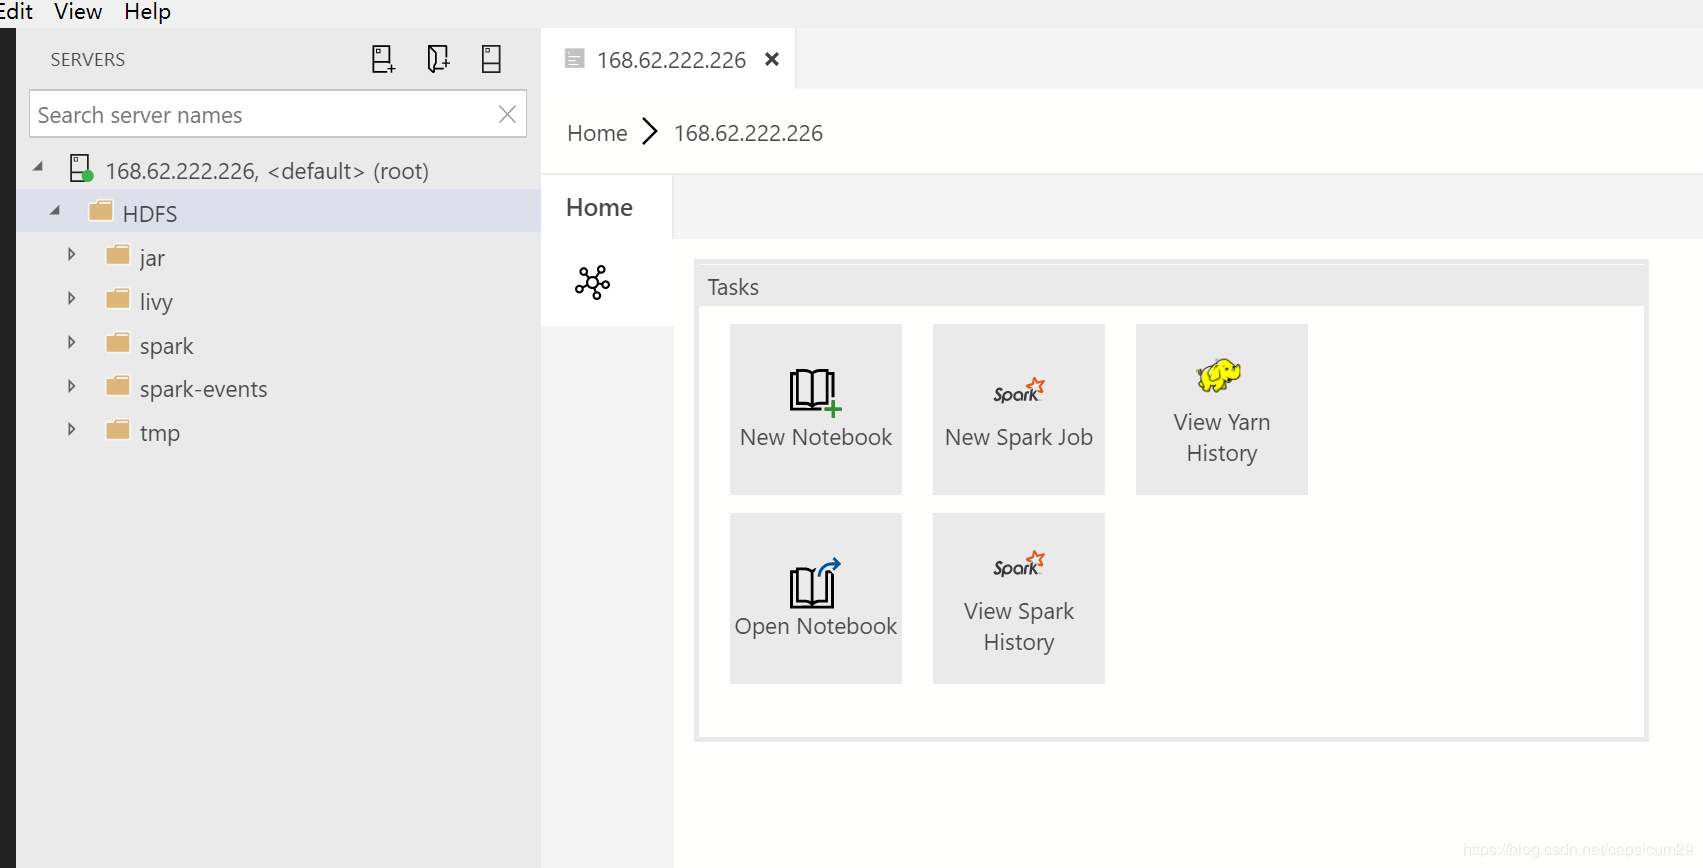 Edit View Help
SERVERS
Search server names
168.62.222.226, <default> (root)
HDFS
jar
livy
spark
spark-events
tmp
168.62.222.226
Home 168.62.222.226
Home
Tasks
New Notebook
Spark
New Spark Job
View Yarn
History
Open Notebook
Spark
View Spark
History
https://blog.csdn.net/capsicum29